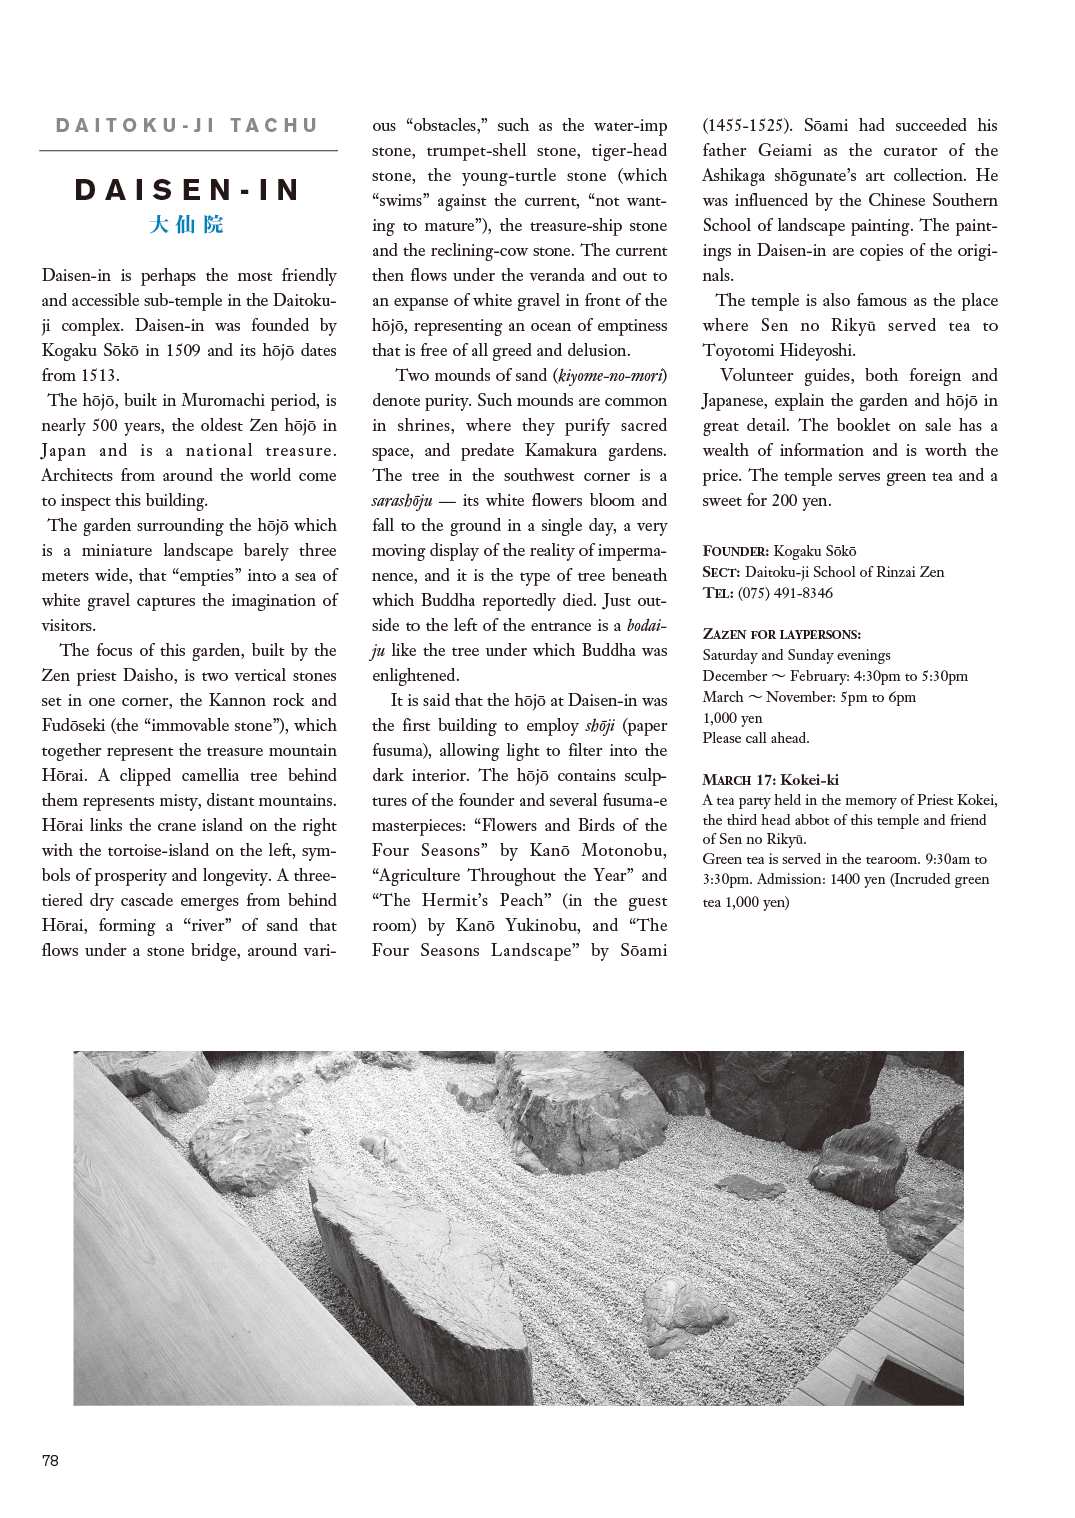 DAITOKU-JI TACHU
DAISEN-IN
大仙院
Daisen-in is perhaps the most friendly
and accessible sub-temple in the Daitoku-
ji complex. Daisen-in was founded by
Kogaku Sōkō in 1509 and its hōjō dates
from 1513.
The hōjō, built in Muromachi period, is
nearly 500 years, the oldest Zen hōjō in
Japan and is a national treasure.
Architects from around the world come
to inspect this building.
The garden surrounding the hōjō which
is a miniature landscape barely three
meters wide, that “empties” into a sea of
white gravel captures the imagination of
visitors.
The focus of this garden, built by the
Zen priest Daisho, is two vertical stones
set in one corner, the Kannon rock and
Fudōseki (the “immovable stone”), which
together represent the treasure mountain
Hōrai. A clipped camellia tree behind
them represents misty, distant mountains.
Hōrai links the crane island on the right
with the tortoise-island on the left, sym-
bols of prosperity and longevity. A three-
tiered dry cascade emerges from behind
Hōrai, forming a “river” of sand that
flows under a stone bridge, around vari-
ous “obstacles,” such as the water-imp
stone, trumpet-shell stone, tiger-head
stone, the young-turtle stone (which
“swims” against the current, “not want-
ing to mature”), the treasure-ship stone
and the reclining-cow stone. The current
then flows under the veranda and out to
an expanse of white gravel in front of the
hōjō, representing an ocean of emptiness
that is free of all greed and delusion.
Two mounds of sand (kiyome-no-mori)
denote purity. Such mounds are common
in shrines, where they purify sacred
space, and predate Kamakura gardens.
The tree in the southwest corner is a
sarashōju — its white flowers bloom and
fall to the ground in a single day, a very
moving display of the reality of imperma-
nence, and it is the type of tree beneath
which Buddha reportedly died. Just out-
side to the left of the entrance is a bodai-
ju like the tree under which Buddha was
enlightened.
It is said that the hōjō at Daisen-in was
the first building to employ shōji (paper
fusuma), allowing light to filter into the
dark interior. The hōjō contains sculp-
tures of the founder and several fusuma-e
masterpieces: “Flowers and Birds of the
Four Seasons” by Kanō Motonobu,
“Agriculture Throughout the Year” and
“The Hermit’s Peach” (in the guest
room) by Kanō Yukinobu, and “The
Four Seasons Landscape” by Sōami
(1455-1525). Sōami had succeeded his
father Geiami as the curator of the
Ashikaga shōgunate’s art collection. He
was influenced by the Chinese Southern
School of landscape painting. The paint-
ings in Daisen-in are copies of the origi-
nals.
The temple is also famous as the place
where Sen no Rikyū served tea to
Toyotomi Hideyoshi.
Volunteer guides, both foreign and
Japanese, explain the garden and hōjō in
great detail. The booklet on sale has a
wealth of information and is worth the
price. The temple serves green tea and a
sweet for 200 yen.
FOUNDER: Kogaku Sōkō
SECT: Daitoku-ji School of Rinzai Zen
TEL: (075) 491-8346
ZAZEN FOR LAYPERSONS:
Saturday and Sunday evenings
December ～ February: 4:30pm to 5:30pm
March ～ November: 5pm to 6pm
1,000 yen
Please call ahead.
MARCH 17: Kokei-ki
A tea party held in the memory of Priest Kokei,
the third head abbot of this temple and friend
of Sen no Rikyū.
Green tea is served in the tearoom. 9:30am to
3:30pm. Admission: 1400 yen (Incruded green
tea 1,000 yen)
78